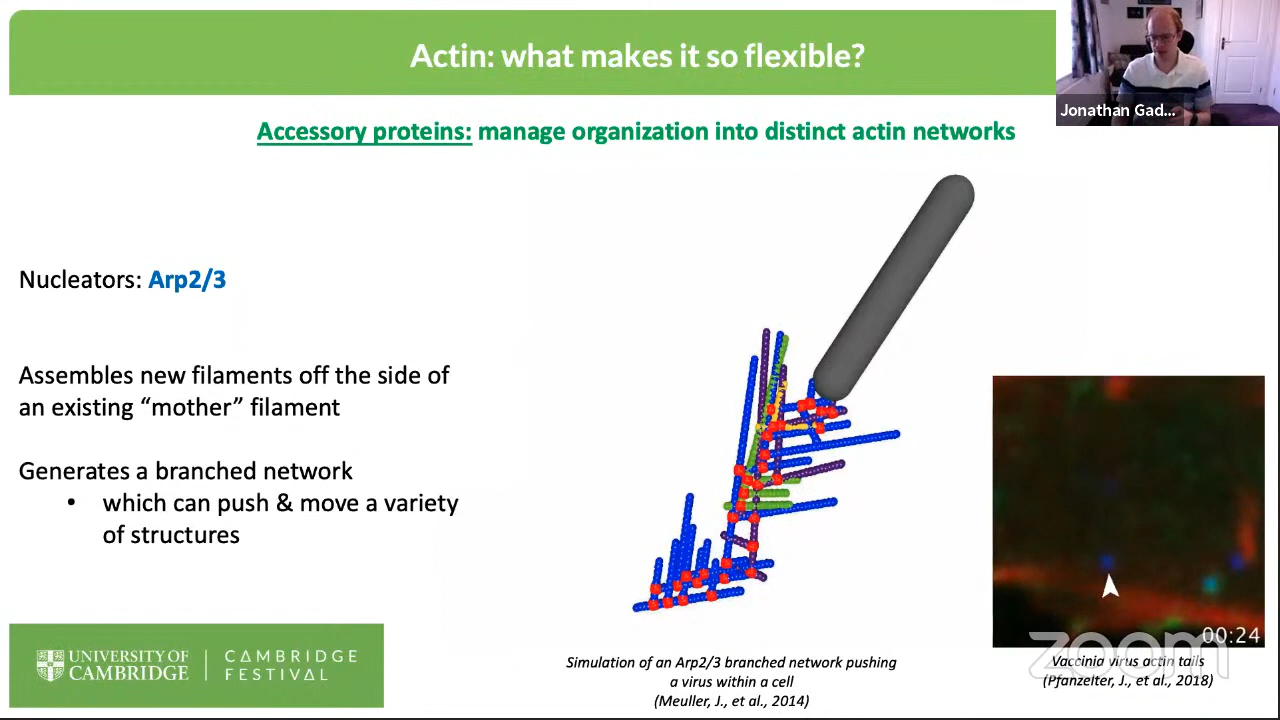 Actin: what makes it so flexible?
Jonathan Gad...
Accessory proteins: manage organization into distinct actin networks
Nucleators: Arp2/3
Assembles new filaments off the side of
an existing “mother” filament
Generates a branched network
• which can push & move a variety
of structures
00:24
zoom
UNIVERSITY OF
CAMBRIDGE
CAMBRIDGE
FESTIVAL
Simulation of an Arp2/3 branched network pushing
a virus within a cell
(Meuller, J., et al., 2014)
Vaccinia virus actin tails
(Pfanzelter, J., et al., 2018)